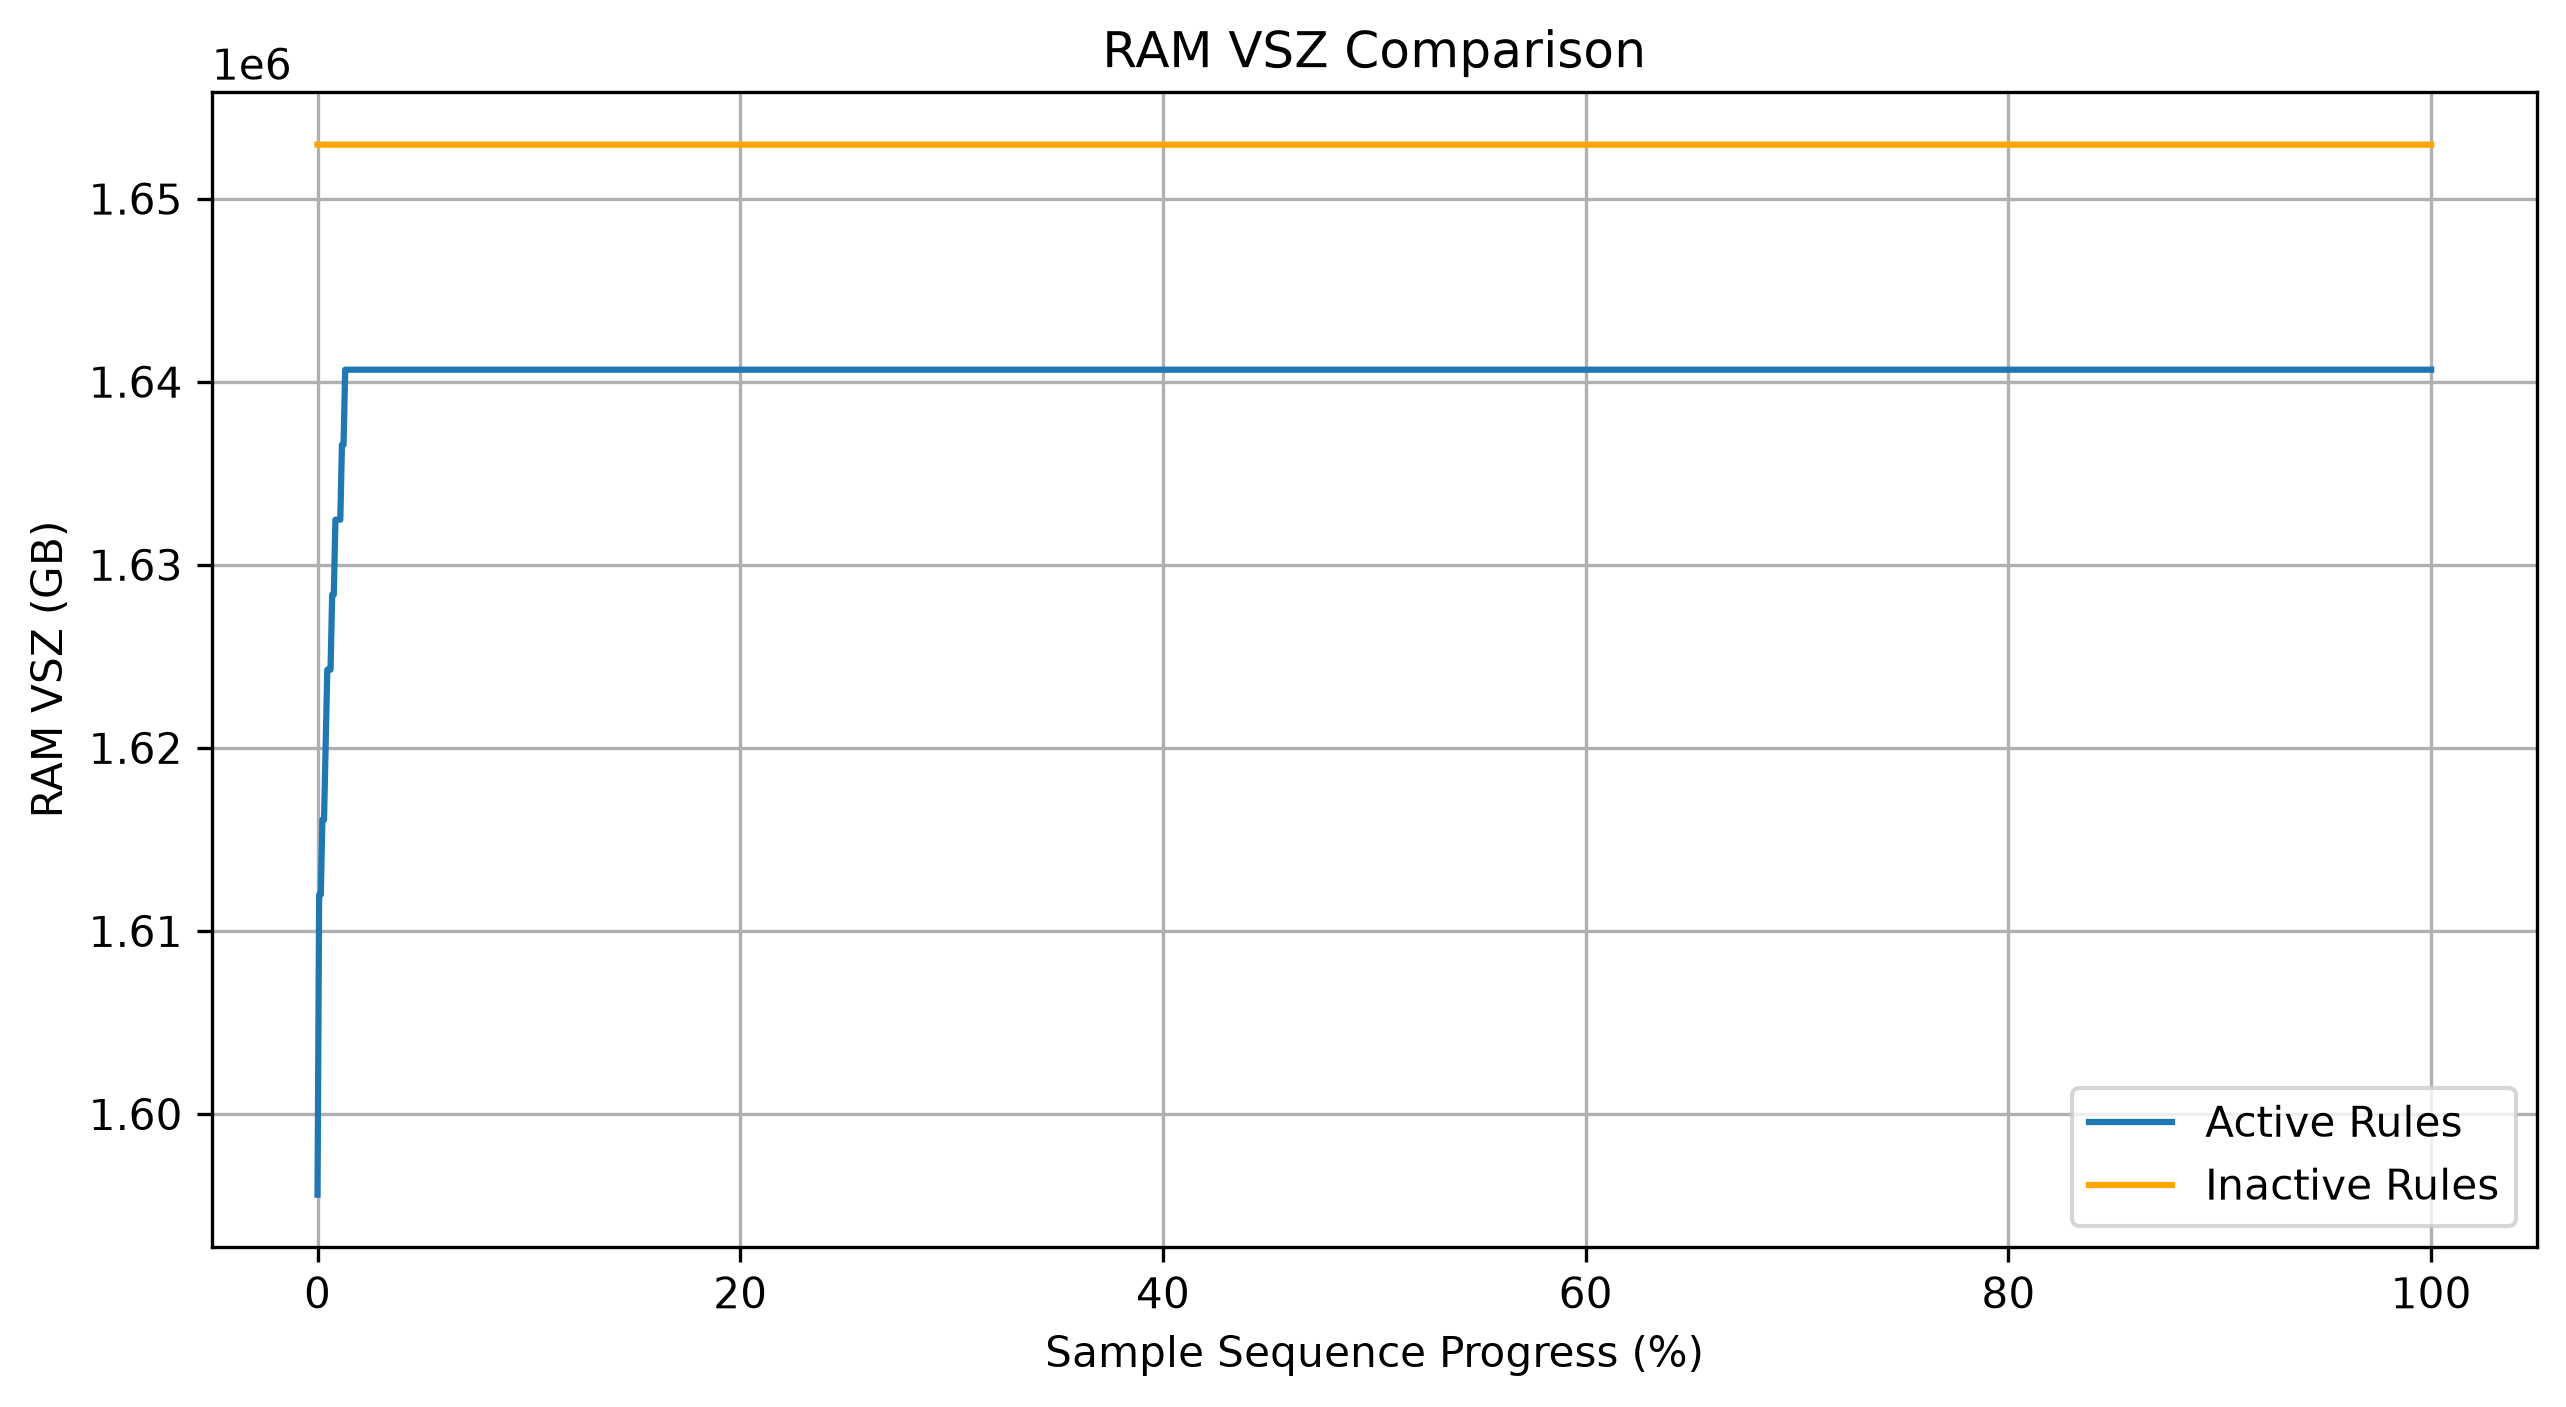 RAM VSZ Comparison
1e6
1.65
1.64
1.63
1.62
1.61
1.60
RAM VSZ (GB)
0 20 40 60 80 100
Sample Sequence Progress (%)
Active Rules
Inactive Rules